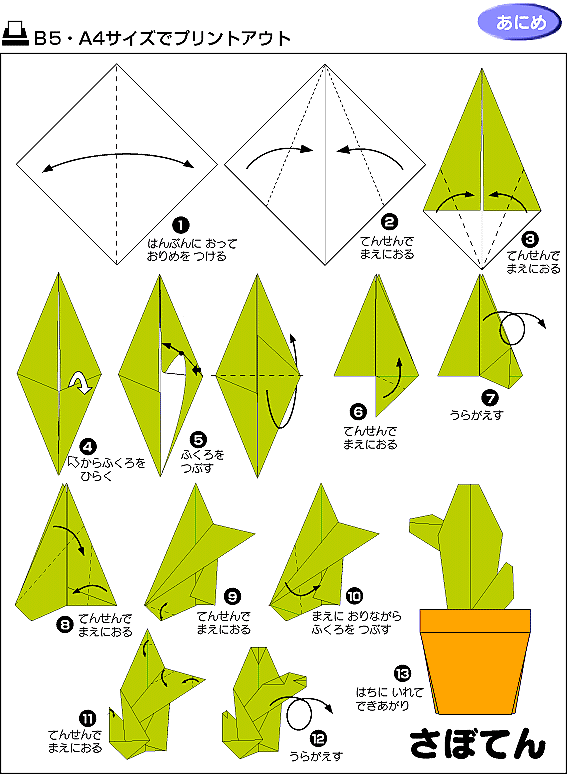 あにめ
B5・A4サイズでプリントアウト
1
はんぶんに おって
おりめを つける
2
てんせんで
まえにおる
3
てんせんで
まえにおる
4
からふくろを
ひらく
5
ふくろを
つぶす
6
てんせんで
まえにおる
7
うらがえす
8
てんせんで
まえにおる
9
てんせんで
まえにおる
10
まえに おりながら
ふくろを つぶす
11
てんせんで
まえにおる
12
うらがえす
13
はちに いれて
できあがり
さぼてん